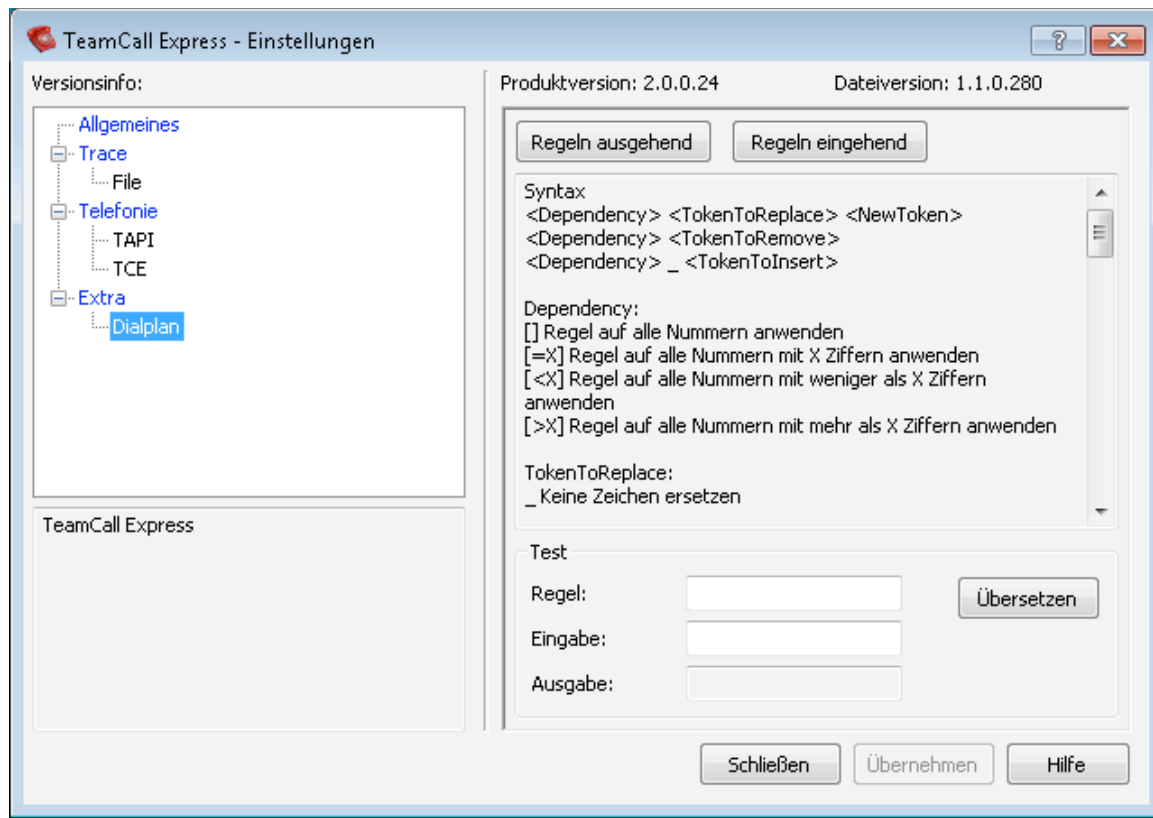 TeamCall Express - Einstellungen
Versionsinfo:
Produktversion: 2.0.0.24
Dateiversion: 1.1.0.280
Allgemeines
Trace
File
Telefonie
TAPI
TCE
Extra
Dialplan
TeamCall Express
Regeln ausgehend
Regeln eingehend
Syntax
<Dependency> <TokenToReplace> <NewToken>
<Dependency> <TokenToRemove>
<Dependency> _ <TokenToInsert>
Dependency:
[] Regel auf alle Nummern anwenden
[=X] Regel auf alle Nummern mit X Ziffern anwenden
[<X] Regel auf alle Nummern mit weniger als X Ziffern
anwenden
[>X] Regel auf alle Nummern mit mehr als X Ziffern anwenden
TokenToReplace:
_ Keine Zeichen ersetzen
Test
Regel:
Übersetzen
Eingabe:
Ausgabe:
Schließen
Übernehmen
Hilfe